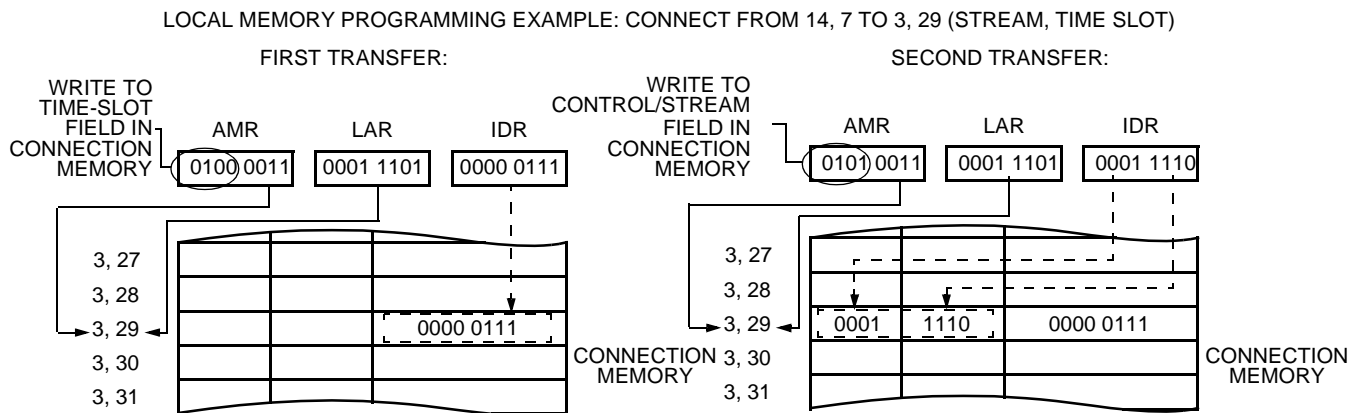 LOCAL MEMORY PROGRAMMING EXAMPLE: CONNECT FROM 14, 7 TO 3, 29 (STREAM, TIME SLOT)
FIRST TRANSFER:
WRITE TO
TIME-SLOT
FIELD IN
CONNECTION
MEMORY
AMR
LAR
IDR
0100 0011
0001 1101
0000 0111
3, 27
3, 28
3, 29
3, 30
3, 31
0000 0111
CONNECTION
MEMORY
SECOND TRANSFER:
WRITE TO
CONTROL/STREAM
FIELD IN
CONNECTION
MEMORY
AMR
LAR
IDR
0101 0011
0001 1101
0001 1110
3, 27
3, 28
3, 29
3, 30
3, 31
0001
1110
0000 0111
CONNECTION
MEMORY